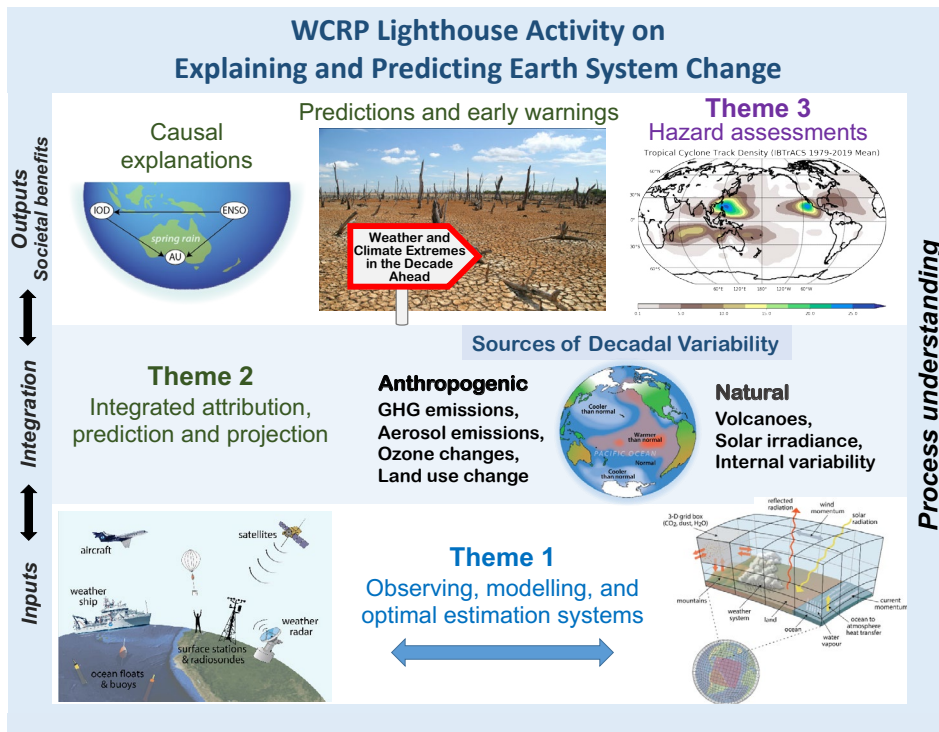 WCRP Lighthouse Activity on
Explaining and Predicting Earth System Change
Outputs
Societal benefits
Integration
Inputs
Process understanding
Causal
explanations
IOD
ENSO
spring rain
AU
Predictions and early warnings
Weather and
Climate Extremes
in the Decade
Ahead
Theme 3
Hazard assessments
Tropical Cyclone Track Density (IBTrACS 1979-2019 Mean)
60°E 120°E 180° 120°W 60°W
Theme 2
Integrated attribution,
prediction and projection
Sources of Decadal Variability
Anthropogenic
GHG emissions,
Aerosol emissions,
Ozone changes,
Land use change
Cooler
than normal
Warmer
than normal
PACIFIC OCEAN
Normal
Cooler
than normal
Natural
Volcanoes,
Solar irradiance,
Internal variability
aircraft
satellites
weather
ship
weather
radar
surface stations
& radiosondes
ocean floats
& buoys
Theme 1
Observing, modelling, and
optimal estimation systems
reflected
radiation
wind
momentum
solar
radiation
3-D grid box
(CO2, dust, H2O)
mountains
weather
system
land
ocean
water
vapour
current
momentum
ocean to
atmosphere
heat transfer